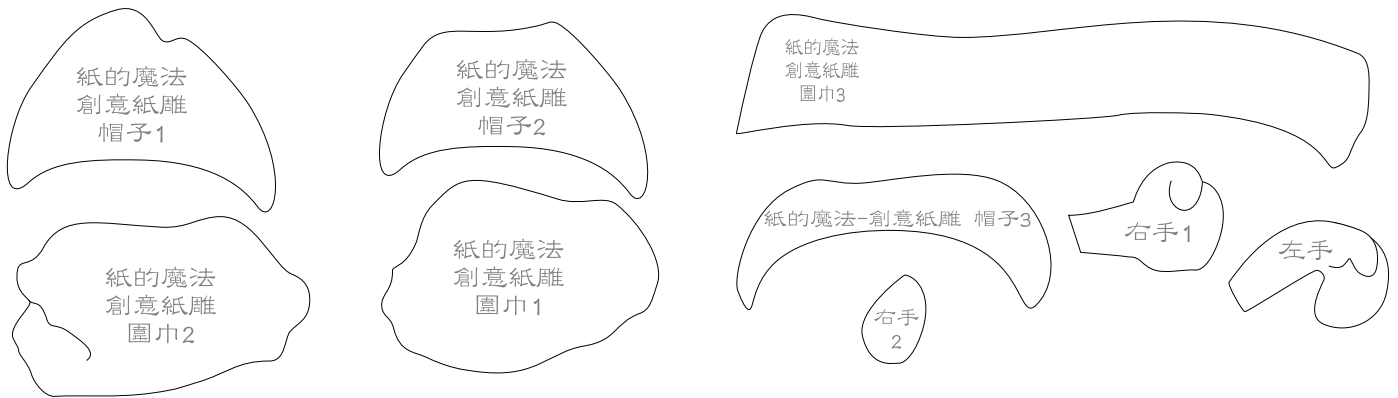 紙的魔法
創意紙雕
帽子1
紙的魔法
創意紙雕
帽子2
紙的魔法
創意紙雕
圍巾3
紙的魔法-創意紙雕 帽子3
右手1
左手
紙的魔法
創意紙雕
圍巾2
紙的魔法
創意紙雕
圍巾1
右手
2